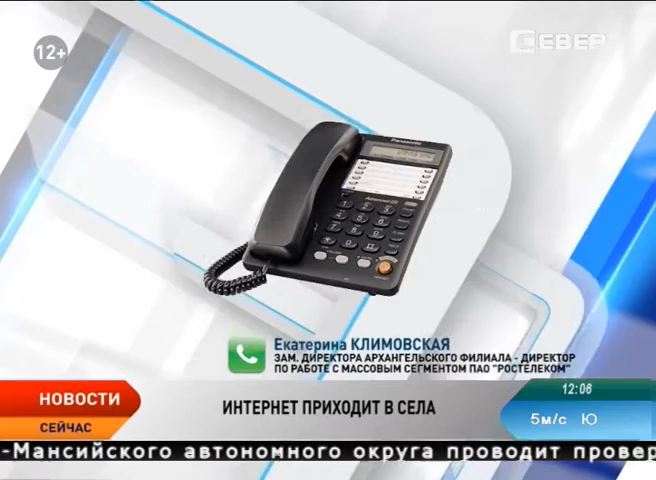 12+
СЕВЕР
Panasonic
Екатерина КЛИМОВСКАЯ
ЗАМ. ДИРЕКТОРА АРХАНГЕЛЬСКОГО ФИЛИАЛА - ДИРЕКТОР
ПО РАБОТЕ С МАССОВЫМ СЕГМЕНТОМ ПАО "РОСТЕЛЕКОМ"
НОВОСТИ
СЕЙЧАС
ИНТЕРНЕТ ПРИХОДИТ В СЕЛА
12:06
5м/с Ю
-Мансийского автономного округа проводит провер